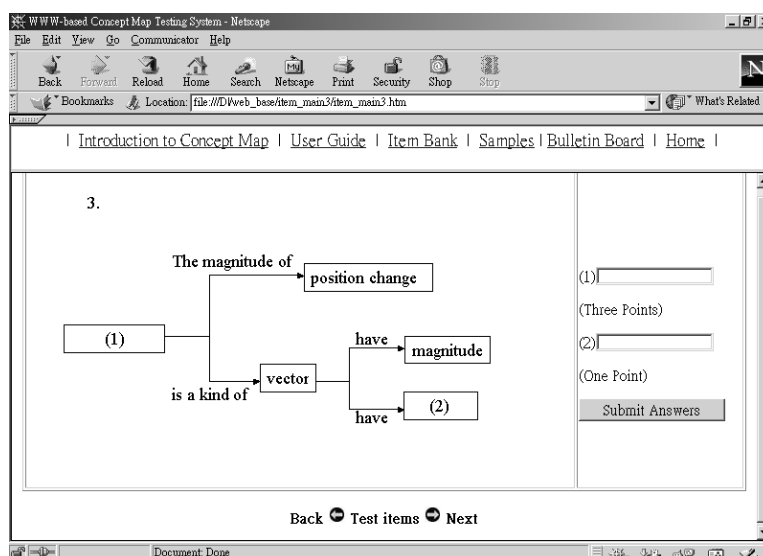 WWW-based Concept Map Testing System - Netscape
File Edit View Go Communicator Help
Back Forward Reload Home Search Netscape Print Security Shop Stop
Bookmarks Location: file:///D|/web_base/item_main3/item_main3.htm What's Related
| Introduction to Concept Map | User Guide | Item Bank | Samples | Bulletin Board | Home |
3.
The magnitude of
position change
(1)
have
magnitude
vector
is a kind of
(2)
have
(1)
(Three Points)
(2)
(One Point)
Submit Answers
Back Test items Next
Document: Done